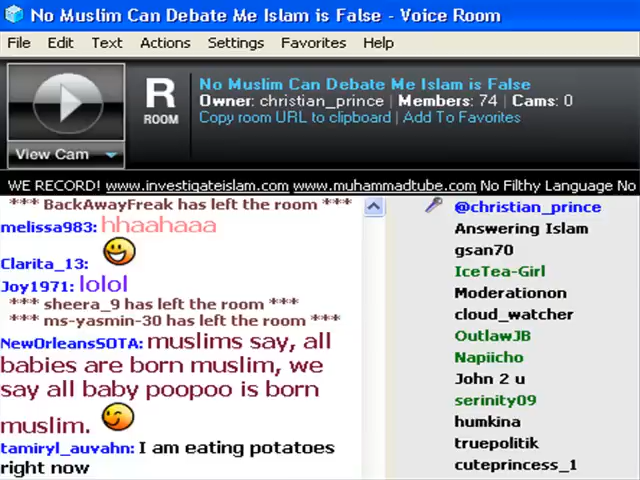 No Muslim Can Debate Me Islam is False - Voice Room
File Edit Text Actions Settings Favorites Help
No Muslim Can Debate Me Islam is False
Owner: christian_prince | Members: 74 | Cams: 0
Copy room URL to clipboard | Add To Favorites
R
ROOM
View Cam
WE RECORD! www.investigateislam.com www.muhammadtube.com No Filthy Language No
*** BackAwayFreak has left the room ***
melissa983: hhaahaaa
Clarita_13:
Joy1971: lolol
*** sheera_9 has left the room ***
*** ms-yasmin-30 has left the room ***
NewOrleansSOTA: muslims say, all
babies are born muslim, we
say all baby poopoo is born
muslim.
tamiryl_auvahn: I am eating potatoes
right now
@christian_prince
Answering Islam
gsan70
IceTea-Girl
Moderationon
cloud_watcher
OutlawJB
Napiicho
John 2 u
serinity09
humkina
truepolitik
cuteprincess_1